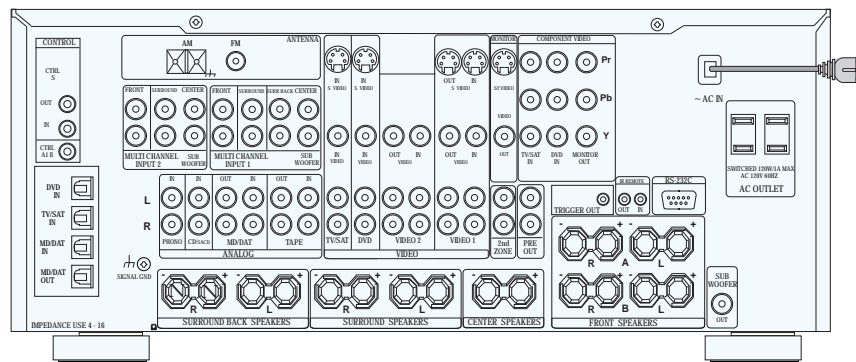 CONTROL
CTRL
S
OUT
IN
CTRL
A1 II
AM
FM
ANTENNA
FRONT
SURROUND
CENTER
MULTI CHANNEL
INPUT 2
SUB
WOOFER
FRONT
SURROUND
SURR BACK
CENTER
MULTI CHANNEL
INPUT 1
SUB
WOOFER
IN
S VIDEO
IN
S VIDEO
OUT
S VIDEO
IN
MONITOR
VIDEO
IN
VIDEO
IN
VIDEO
OUT
VIDEO
IN
OUT
VIDEO
IN
OUT
COMPONENT VIDEO
Pr
Pb
Y
TV/SAT
IN
DVD
IN
MONITOR
OUT
~ AC IN
SWITCHED 120W/1A MAX
AC 120V 60HZ
AC OUTLET
DVD
IN
TV/SAT
IN
MD/DAT
IN
MD/DAT
OUT
L
R
IN
IN
OUT
IN
OUT
IN
PHONO
CD/SACD
MD/DAT
TAPE
ANALOG
TV/SAT
DVD
VIDEO 2
VIDEO 1
VIDEO
2nd
ZONE
PRE
OUT
TRIGGER OUT
IR REMOTE
OUT
IN
RS-232C
SIGNAL GND
IMPEDANCE USE 4 - 16
- +
R
- +
L
SURROUND BACK SPEAKERS
- +
R
- +
L
SURROUND SPEAKERS
- +
CENTER SPEAKERS
- +
R
A
- +
L
- +
R
B
- +
L
FRONT SPEAKERS
SUB
WOOFER
OUT